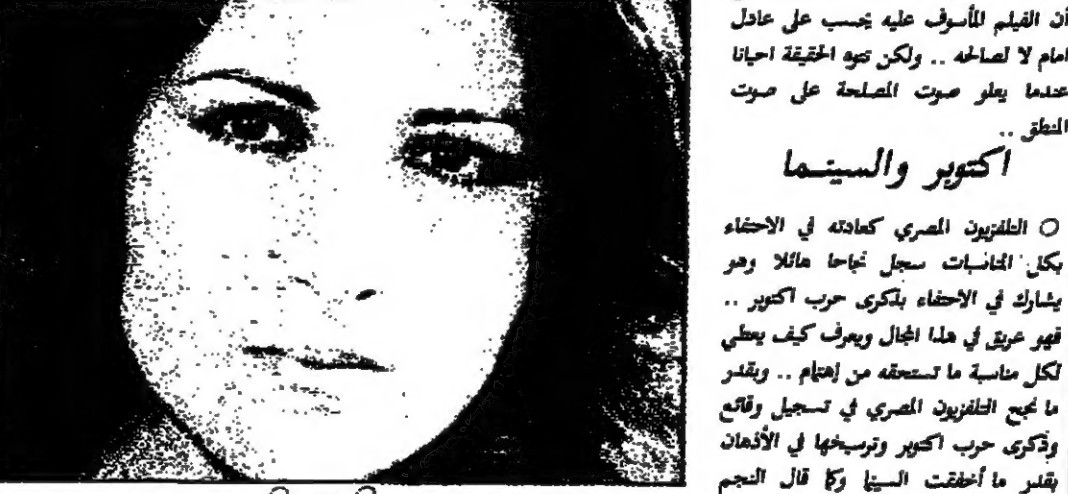 أن الفيلم المأسوف عليه يحسب على عادل
امام لا لصالحه .. ولكن تتوه الحقيقة احيانا
عندما يعلو صوت المصلحة على صوت
المنطق ..
اكتوبر والسينما
○ التلفزيون المصري كعادته في الاحتفاء
بكل المناسبات سجل نجاحا هائلا وهو
يشارك في الاحتفاء بذكرى حرب اكتوبر ..
فهو عريق في هذا المجال ويعرف كيف يعطي
لكل مناسبة ما تستحقه من إهتمام .. وبقدر
ما نجح التلفزيون المصري في تسجيل وقائع
وذكرى حرب اكتوبر وترسيخها في الأذهان
بقدر ما أخفقت السينما وكما قال النجم